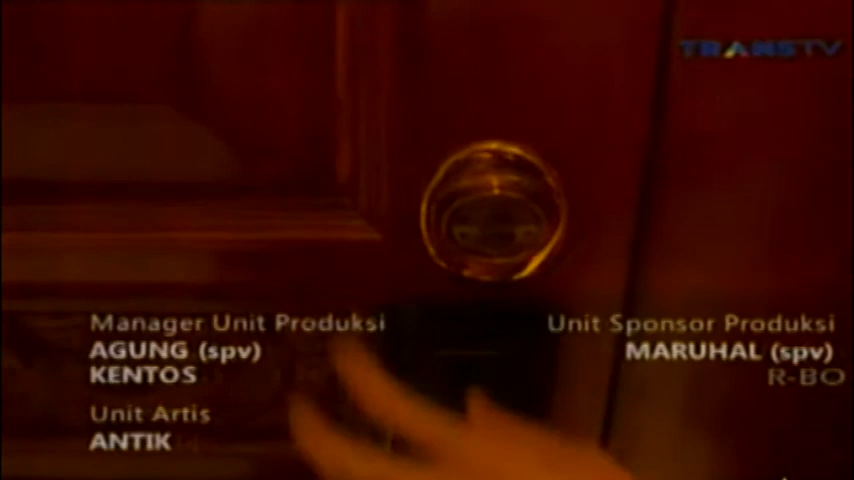 TRANSTV
Manager Unit Produksi
AGUNG (spv)
KENTOS
Unit Artis
ANTIK
Unit Sponsor Produksi
MARUHAL (spv)
R-BO